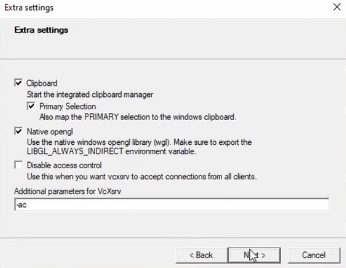 Extra settings
Extra settings
Clipboard
Start the integrated clipboard manager
Primary Selection
Also map the PRIMARY selection to the windows clipboard.
Native opengl
Use the native windows opengl library (wgl). Make sure to export the
LIBGL_ALWAYS_INDIRECT environment variable.
Disable access control
Use this when you want vcxsrv to accept connections from all clients.
Additional parameters for VcXsrv
-ac
< Back
Next >
Cancel